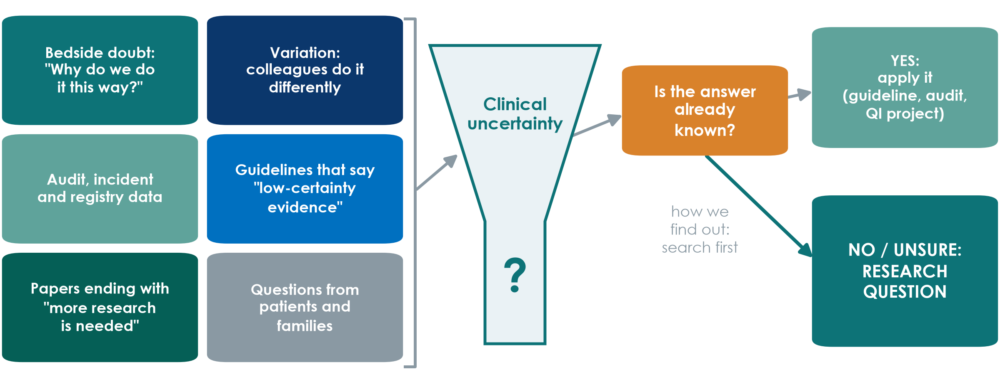 Bedside doubt:
"Why do we do
it this way?"
Variation:
colleagues do it
differently
Audit, incident
and registry data
Guidelines that say
"low-certainty
evidence"
Papers ending with
"more research
is needed"
Questions from
patients and
families
Clinical
uncertainty
?
Is the answer
already
known?
how we
find out:
search first
YES:
apply it
(guideline, audit,
QI project)
NO / UNSURE:
RESEARCH
QUESTION